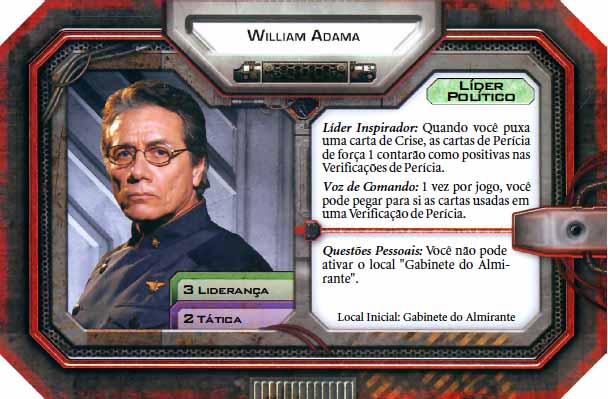 William Adama
Líder
Político
Líder Inspirador: Quando você puxa
uma carta de Crise, as cartas de Perícia
de força 1 contarão como positivas nas
Verificações de Perícia.
Voz de Comando: 1 vez por jogo, você
pode pegar para si as cartas usadas em
uma Verificação de Perícia.
Questões Pessoais: Você não pode
ativar o local "Gabinete do Almi-
rante".
Local Inicial: Gabinete do Almirante
3 Liderança
2 Tática